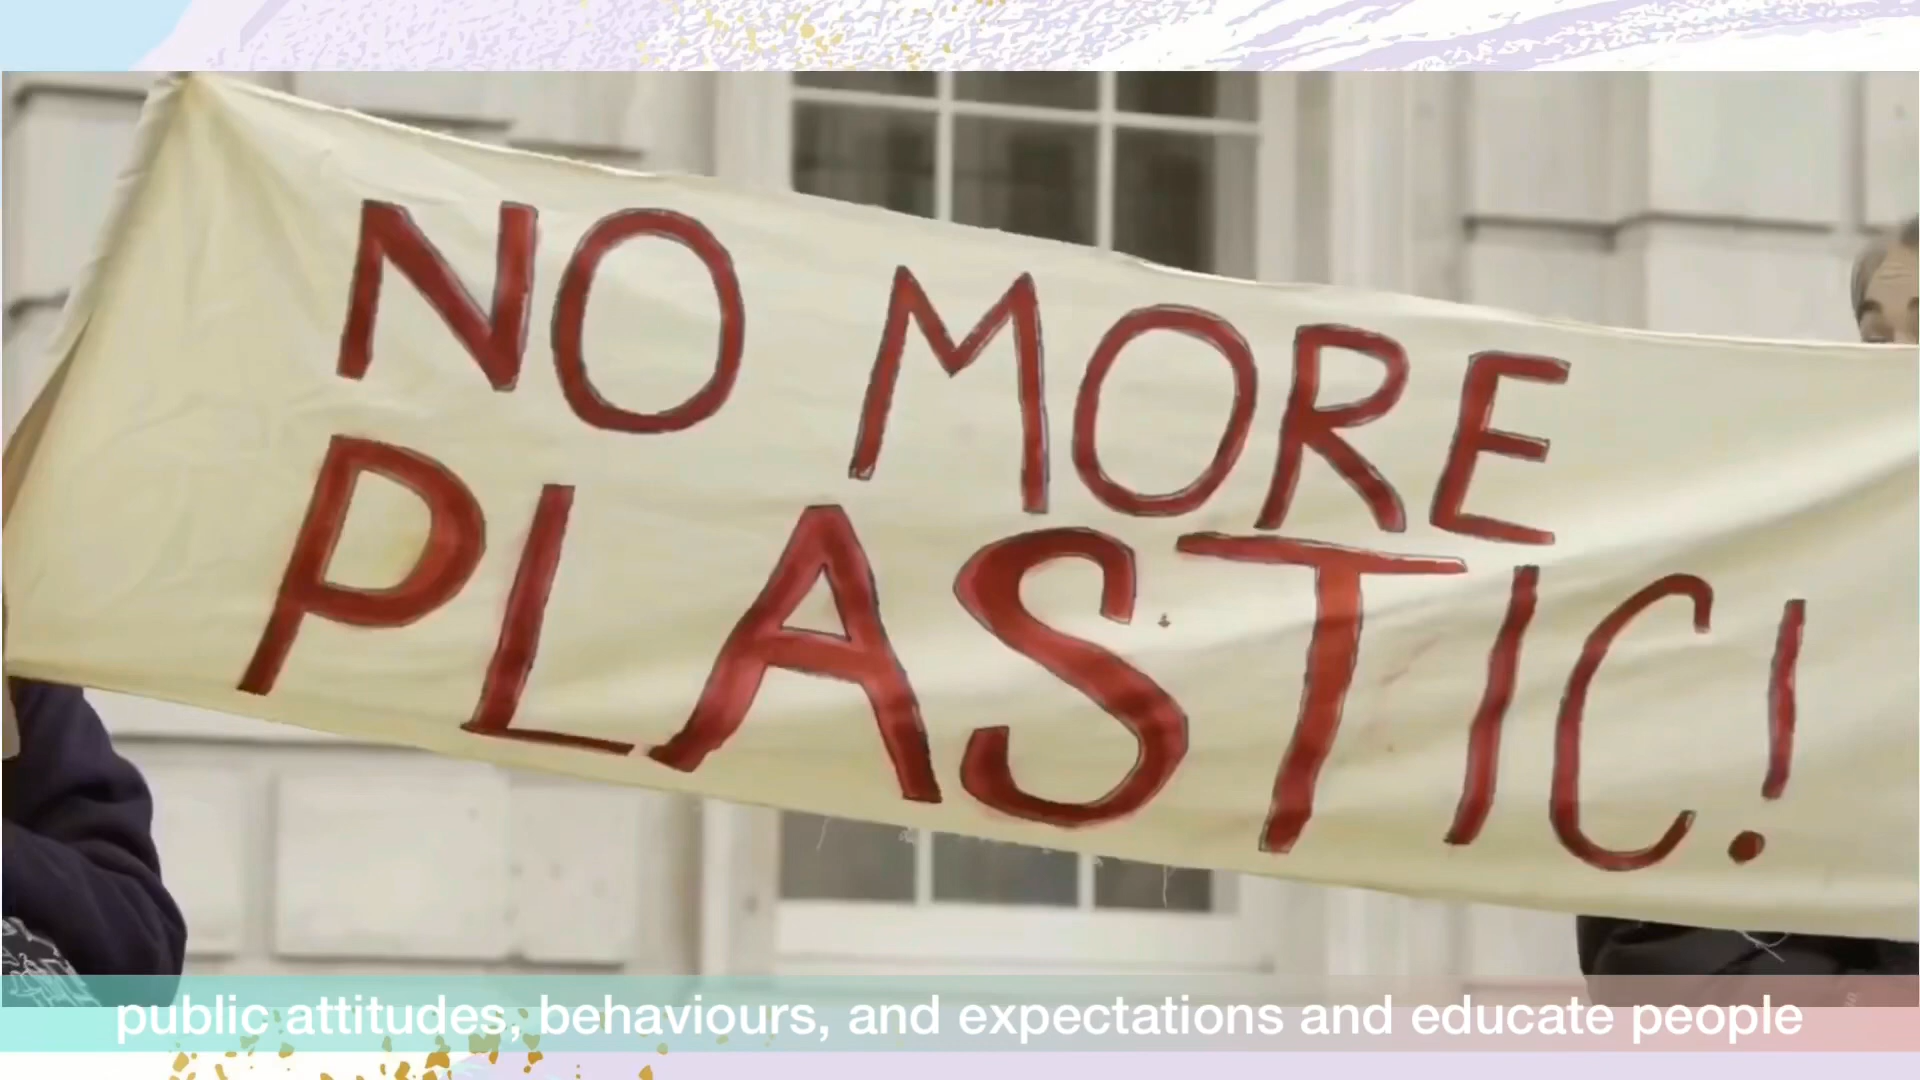 NO MORE
PLASTIC!
public attitudes, behaviours, and expectations and educate people